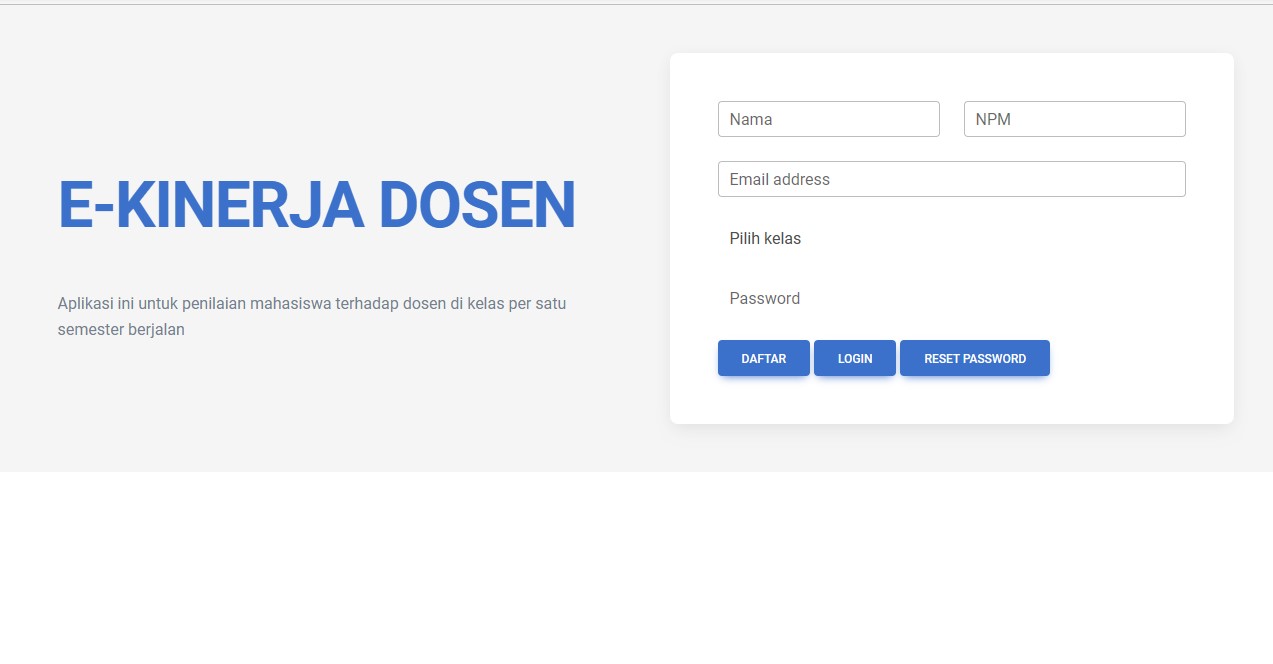 E-KINERJA DOSEN
Aplikasi ini untuk penilaian mahasiswa terhadap dosen di kelas per satu
semester berjalan
Nama
NPM
Email address
Pilih kelas
Password
DAFTAR
LOGIN
RESET PASSWORD